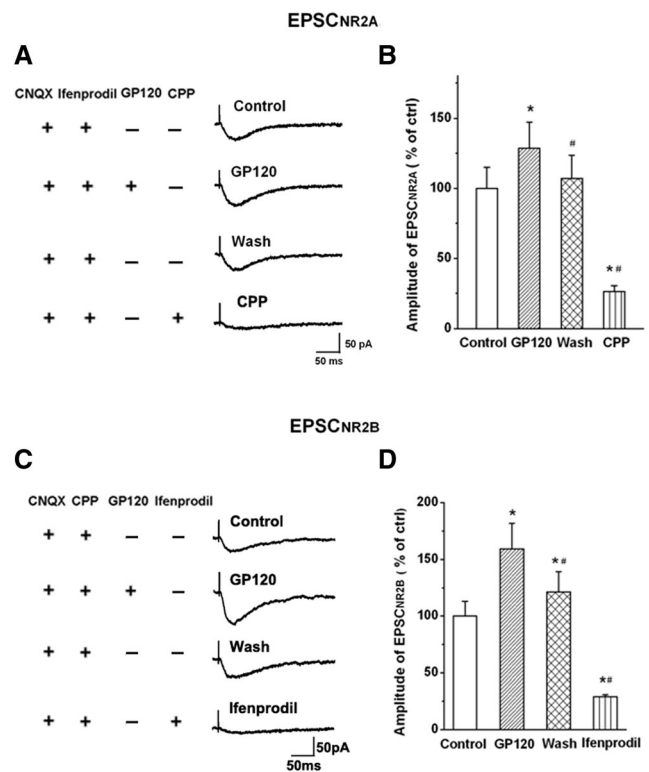 EPSCNR2A
A
CNQX Ifenprodil GP120 CPP
+ + – – Control
+ + + – GP120
+ + – – Wash
+ + – + CPP
50 pA
50 ms
B
Amplitude of EPSCNR2A ( % of ctrl)
150
100
50
0
* # *#
Control GP120 Wash CPP
EPSCNR2B
C
CNQX CPP GP120 Ifenprodil
+ + – – Control
+ + + – GP120
+ + – – Wash
+ + – + Ifenprodil
50pA
50ms
D
Amplitude of EPSCNR2B ( % of ctrl)
200
150
100
50
0
* *# *#
Control GP120 Wash Ifenprodil